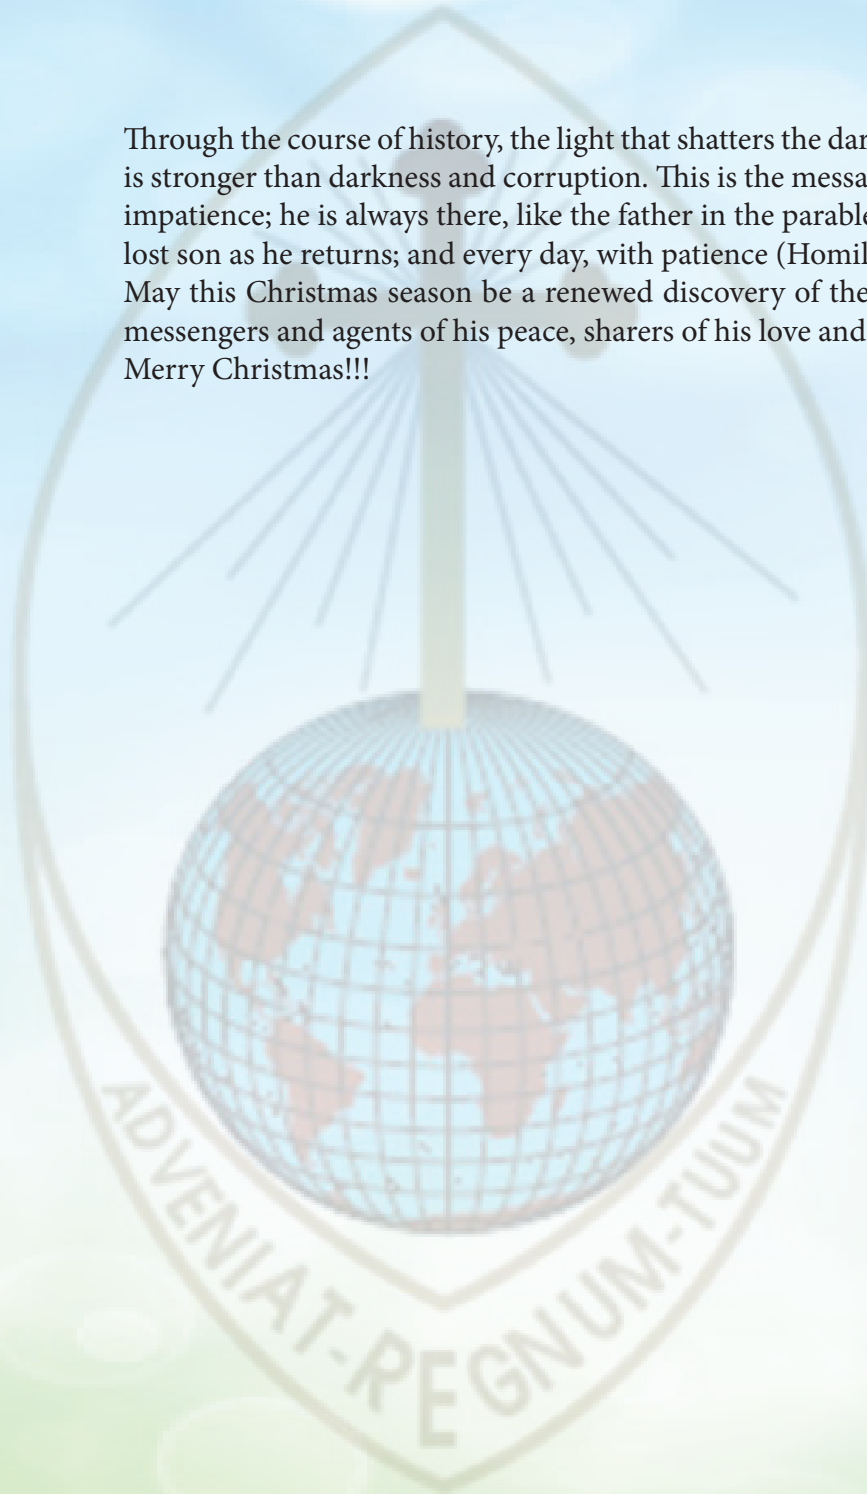 Through the course of history, the light that shatters the dar
is stronger than darkness and corruption. This is the messa
impatience; he is always there, like the father in the parable
lost son as he returns; and every day, with patience (Homil
May this Christmas season be a renewed discovery of the
messengers and agents of his peace, sharers of his love and
Merry Christmas!!!
ADVENIAT-REGNUM-TUUM